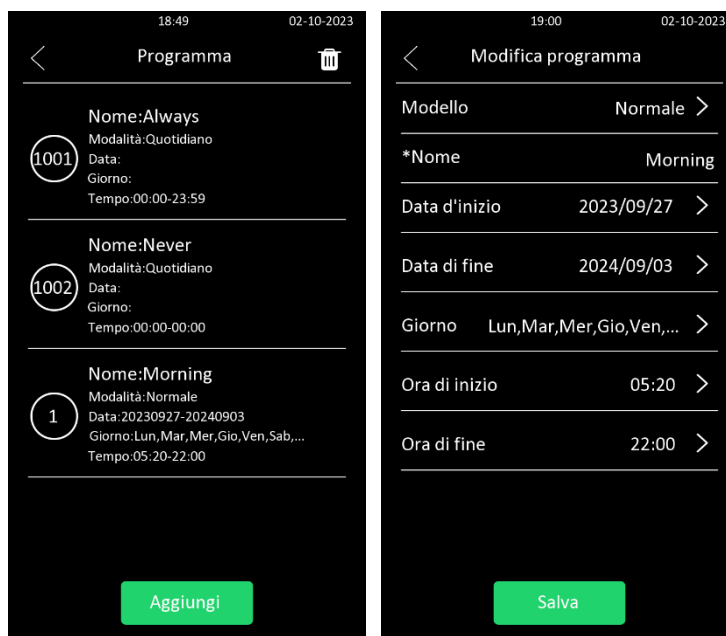 18:49 02-10-2023
Programma
1001
Nome:Always
Modalità:Quotidiano
Data:
Giorno:
Tempo:00:00-23:59
1002
Nome:Never
Modalità:Quotidiano
Data:
Giorno:
Tempo:00:00-00:00
1
Nome:Morning
Modalità:Normale
Data:20230927-20240903
Giorno:Lun,Mar,Mer,Gio,Ven,Sab,...
Tempo:05:20-22:00
Aggiungi
19:00 02-10-2023
Modifica programma
Modello Normale
*Nome Morning
Data d'inizio 2023/09/27
Data di fine 2024/09/03
Giorno Lun,Mar,Mer,Gio,Ven,...
Ora di inizio 05:20
Ora di fine 22:00
Salva